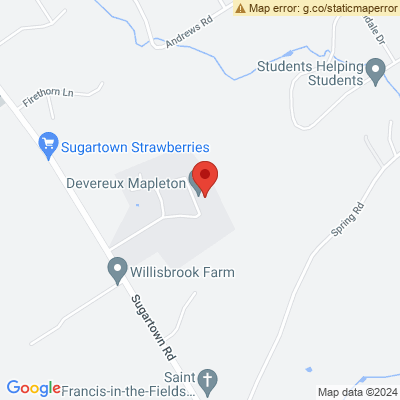 Map error: g.co/staticmaperror
Andrews Rd
dale Dr
Students Helping
Students
Firethorn Ln
Sugartown Strawberries
Devereux Mapleton
Spring Rd
Willisbrook Farm
Sugartown Rd
Saint
Francis-in-the-Fields...
Google
Map data ©2024